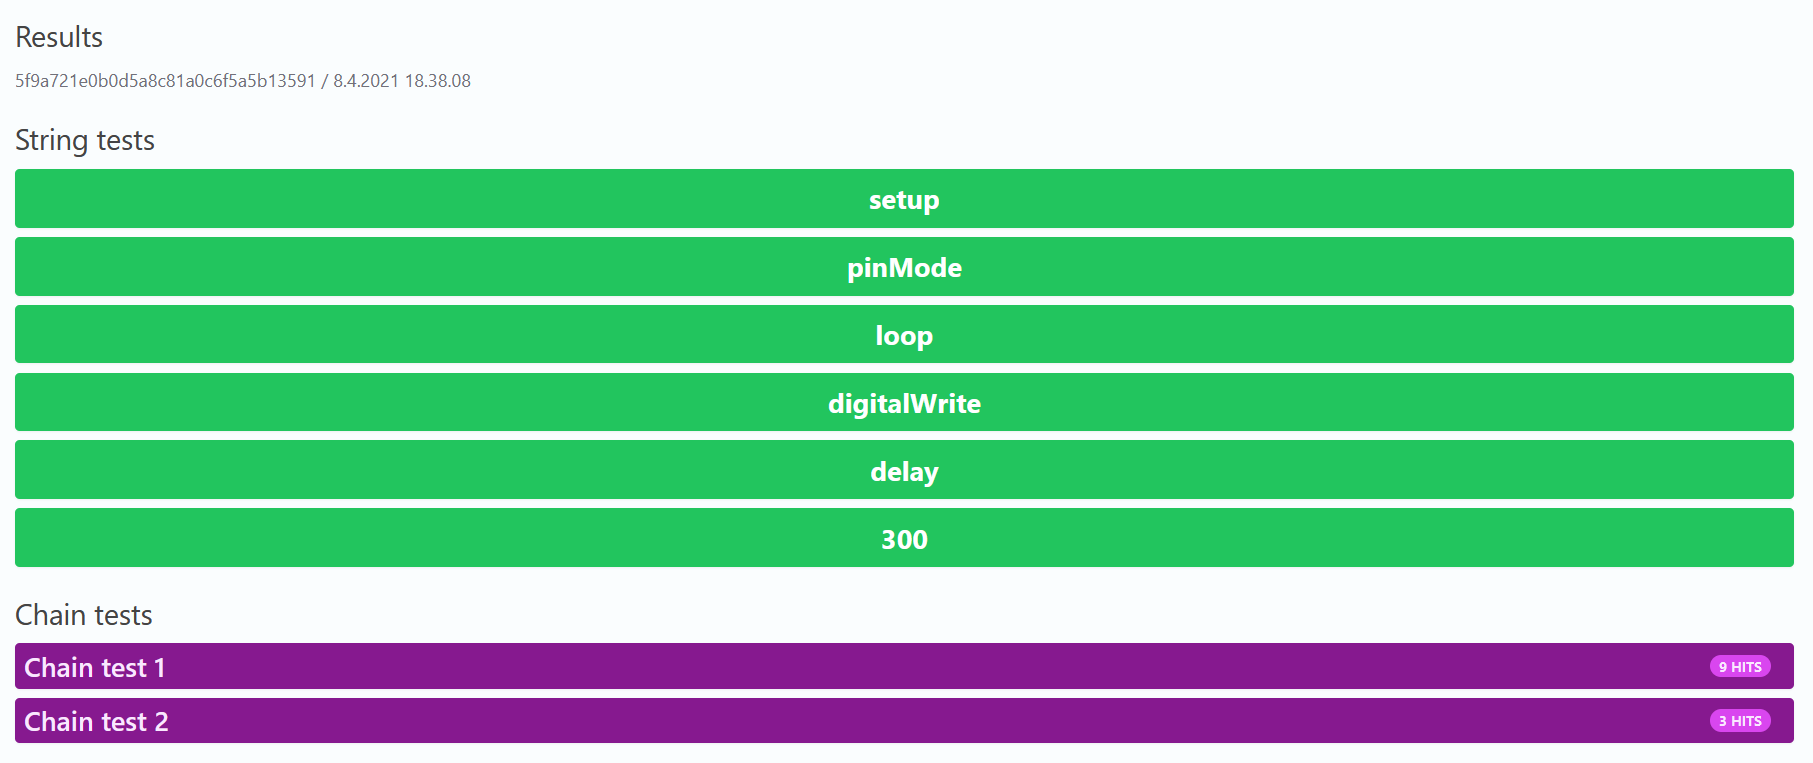 Results
5f9a721e0b0d5a8c81a0c6f5a5b13591 / 8.4.2021 18.38.08
String tests
setup
pinMode
loop
digitalWrite
delay
300
Chain tests
Chain test 1 9 HITS
Chain test 2 3 HITS